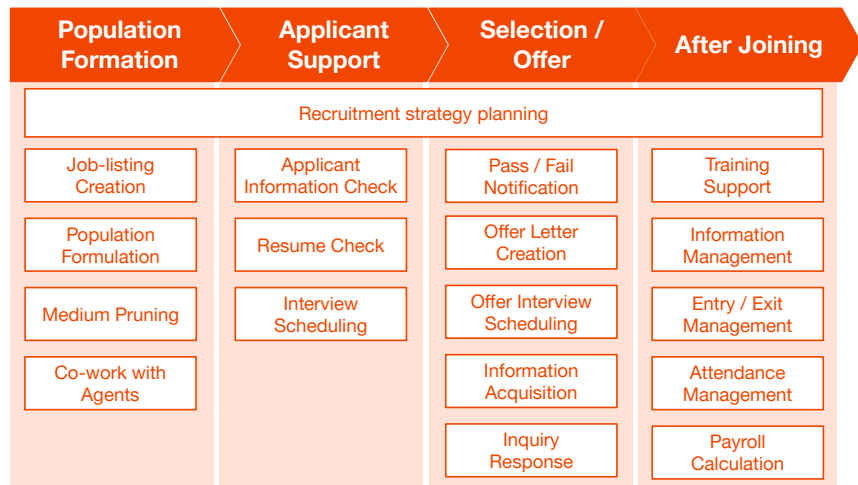 Population
Formation
Applicant
Support
Selection /
Offer
After Joining
Recruitment strategy planning
Job-listing
Creation
Population
Formulation
Medium Pruning
Co-work with
Agents
Applicant
Information Check
Resume Check
Interview
Scheduling
Pass / Fail
Notification
Offer Letter
Creation
Offer Interview
Scheduling
Information
Acquisition
Inquiry
Response
Training
Support
Information
Management
Entry / Exit
Management
Attendance
Management
Payroll
Calculation